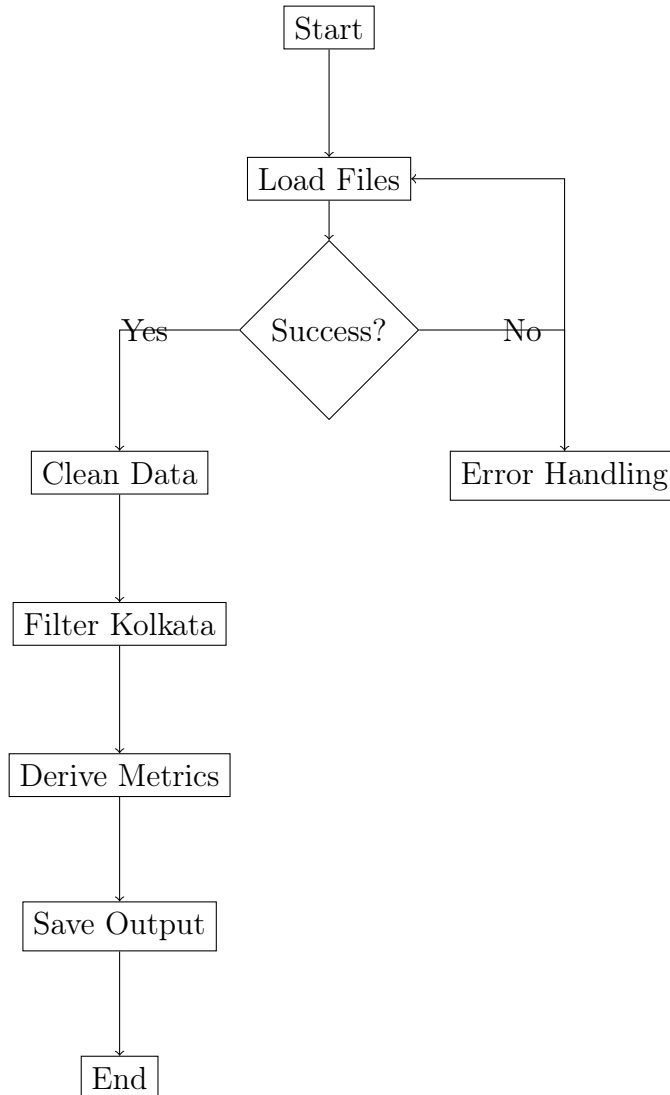 Start
Load Files
Success?
Yes
No
Clean Data
Error Handling
Filter Kolkata
Derive Metrics
Save Output
End